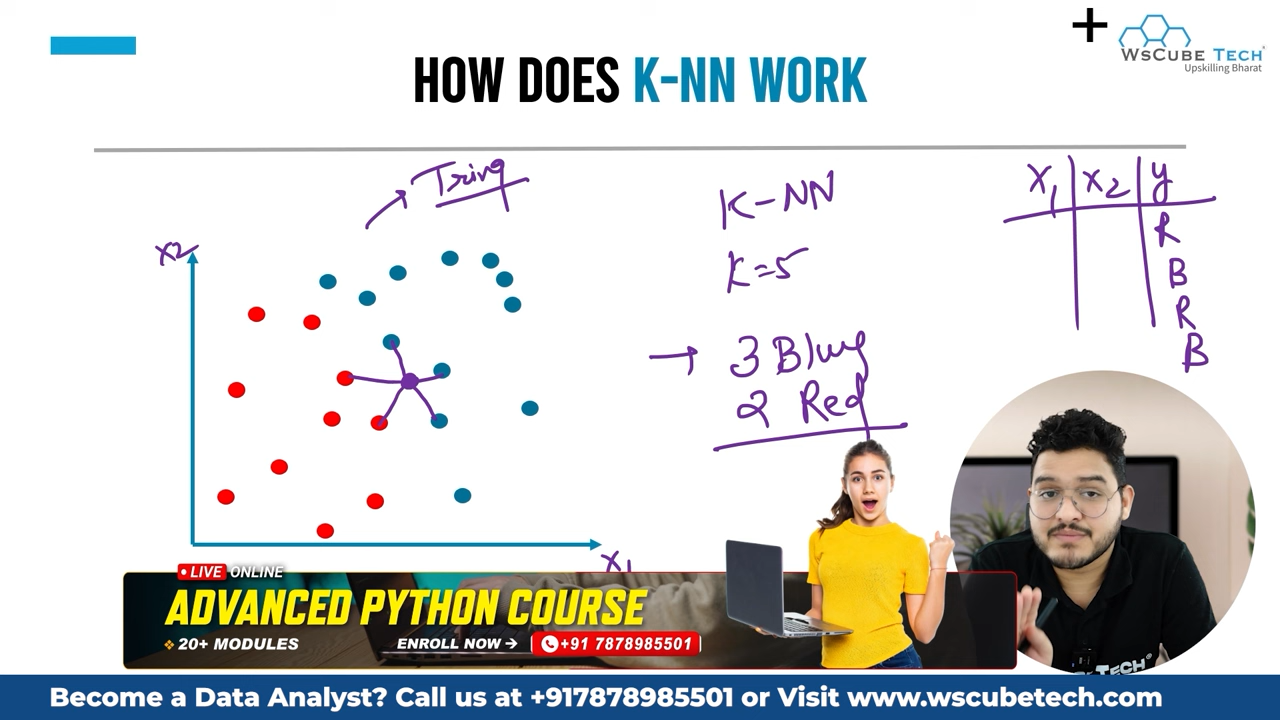 +
WsCube Tech
Upskilling Bharat
HOW DOES K-NN WORK
K-NN
K=5
→ 3 Blue
2 Red
X1 X2 y
R
B
R
B
X2
X1
LIVE ONLINE
ADVANCED PYTHON COURSE
20+ MODULES
ENROLL NOW →
+91 7878985501
Tech
Become a Data Analyst? Call us at +917878985501 or Visit www.wscubetech.com